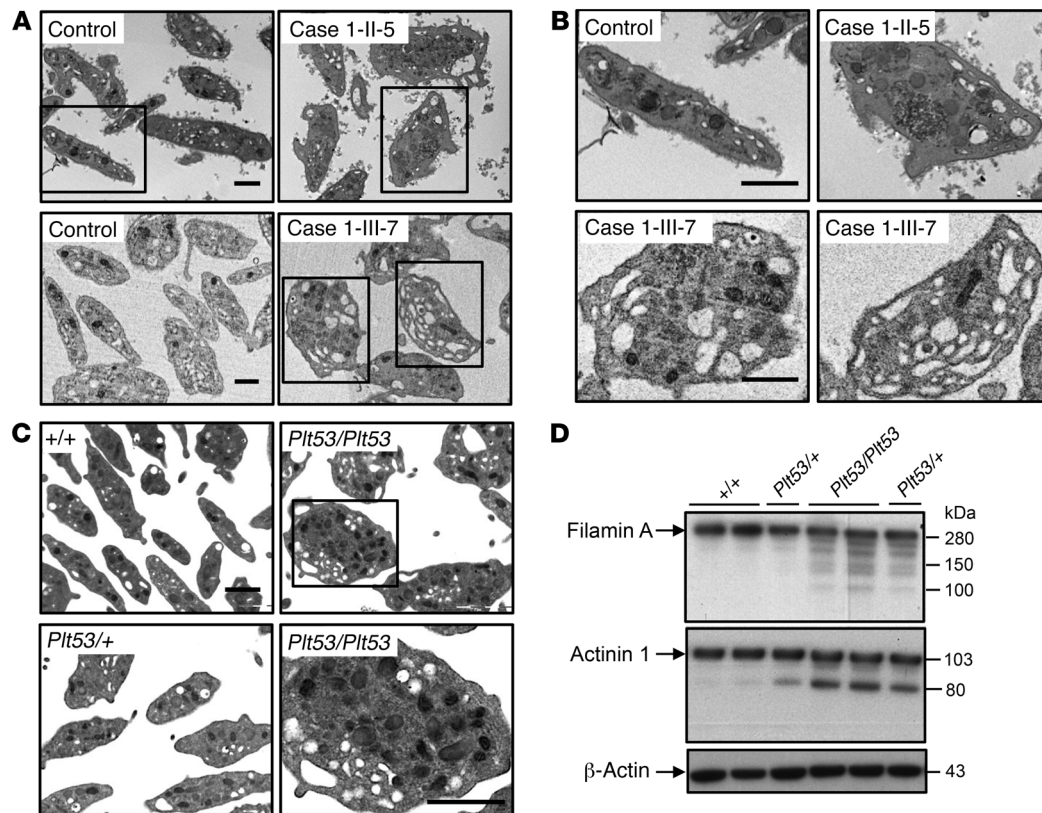 A
Control
Case 1-II-5
Control
Case 1-III-7
B
Control
Case 1-II-5
Case 1-III-7
Case 1-III-7
C
+/+
Plt53/Plt53
Plt53/+
Plt53/Plt53
D
+/+
Plt53/+
Plt53/Plt53
Plt53/+
kDa
Filamin A
280
150
100
Actinin 1
103
80
β-Actin
43